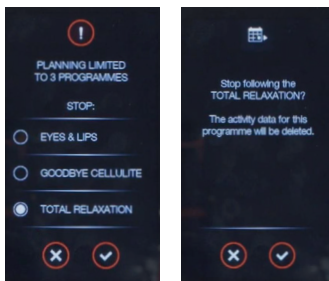 PLANNING LIMITED
TO 3 PROGRAMMES
STOP:
EYES & LIPS
GOODBYE CELLULITE
TOTAL RELAXATION
Stop following the
TOTAL RELAXATION?
The activity data for this
programme will be deleted.